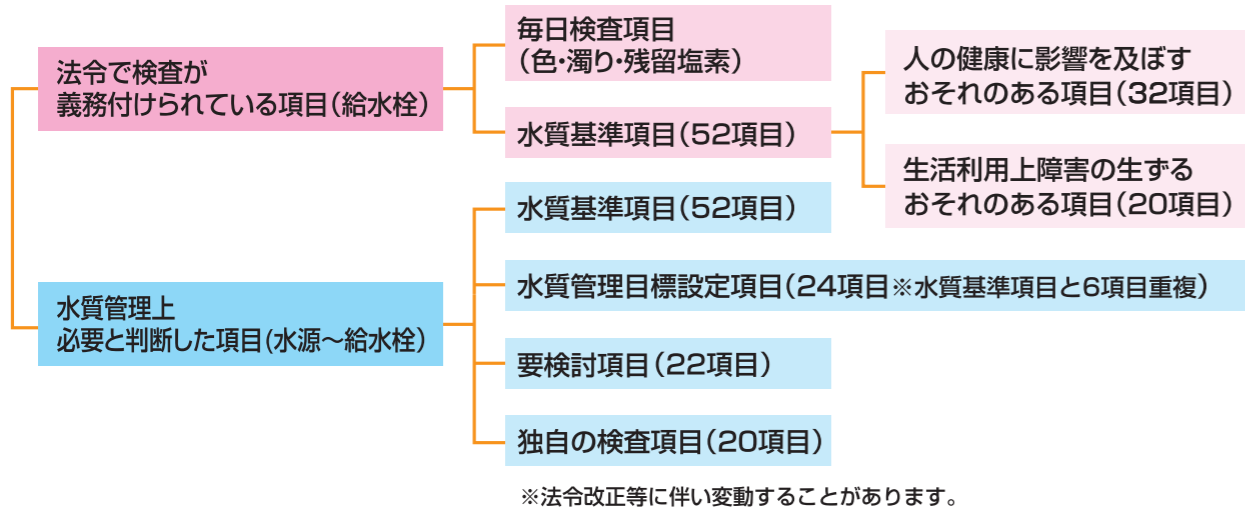 法令で検査が
義務付けられている項目(給水栓)
毎日検査項目
(色・濁り・残留塩素)
水質基準項目(52項目)
人の健康に影響を及ぼす
おそれのある項目(32項目)
生活利用上障害の生ずる
おそれのある項目(20項目)
水質管理上
必要と判断した項目(水源～給水栓)
水質基準項目(52項目)
水質管理目標設定項目(24項目※水質基準項目と6項目重複)
要検討項目(22項目)
独自の検査項目(20項目)
※法令改正等に伴い変動することがあります。